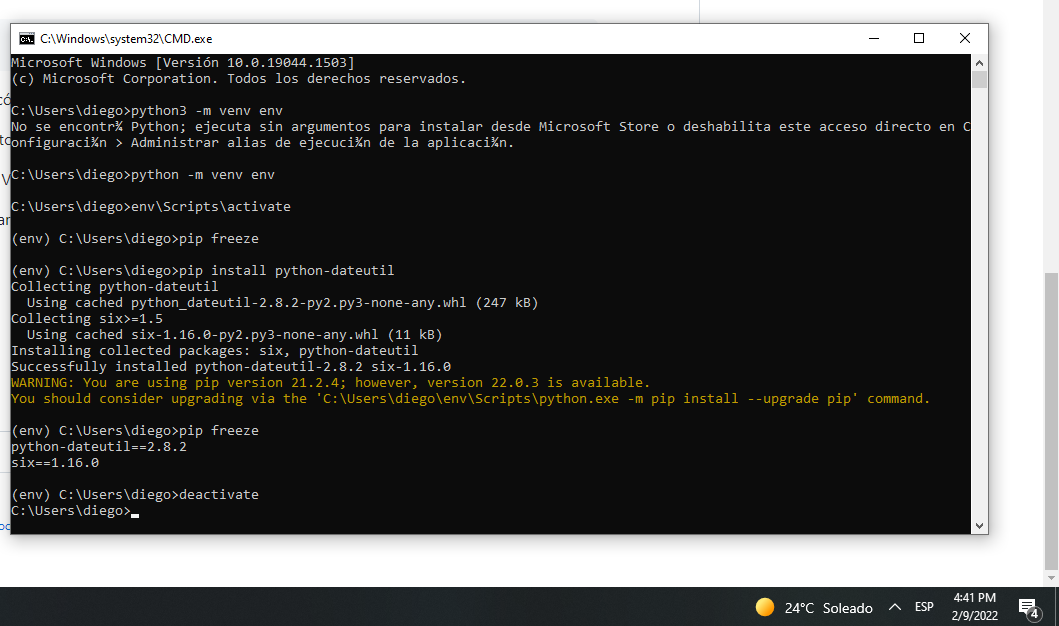 C:\Windows\system32\CMD.exe
Microsoft Windows [Versión 10.0.19044.1503]
(c) Microsoft Corporation. Todos los derechos reservados.
C:\Users\diego>python3 -m venv env
No se encontr¾ Python; ejecuta sin argumentos para instalar desde Microsoft Store o deshabilita este acceso directo en C
onfiguraci¾n > Administrar alias de ejecuci¾n de la aplicaci¾n.
C:\Users\diego>python -m venv env
C:\Users\diego>env\Scripts\activate
(env) C:\Users\diego>pip freeze
(env) C:\Users\diego>pip install python-dateutil
Collecting python-dateutil
  Using cached python_dateutil-2.8.2-py2.py3-none-any.whl (247 kB)
Collecting six>=1.5
  Using cached six-1.16.0-py2.py3-none-any.whl (11 kB)
Installing collected packages: six, python-dateutil
Successfully installed python-dateutil-2.8.2 six-1.16.0
WARNING: You are using pip version 21.2.4; however, version 22.0.3 is available.
You should consider upgrading via the 'C:\Users\diego\env\Scripts\python.exe -m pip install --upgrade pip' command.
(env) C:\Users\diego>pip freeze
python-dateutil==2.8.2
six==1.16.0
(env) C:\Users\diego>deactivate
C:\Users\diego>
24°C Soleado
ESP
4:41 PM
2/9/2022
4